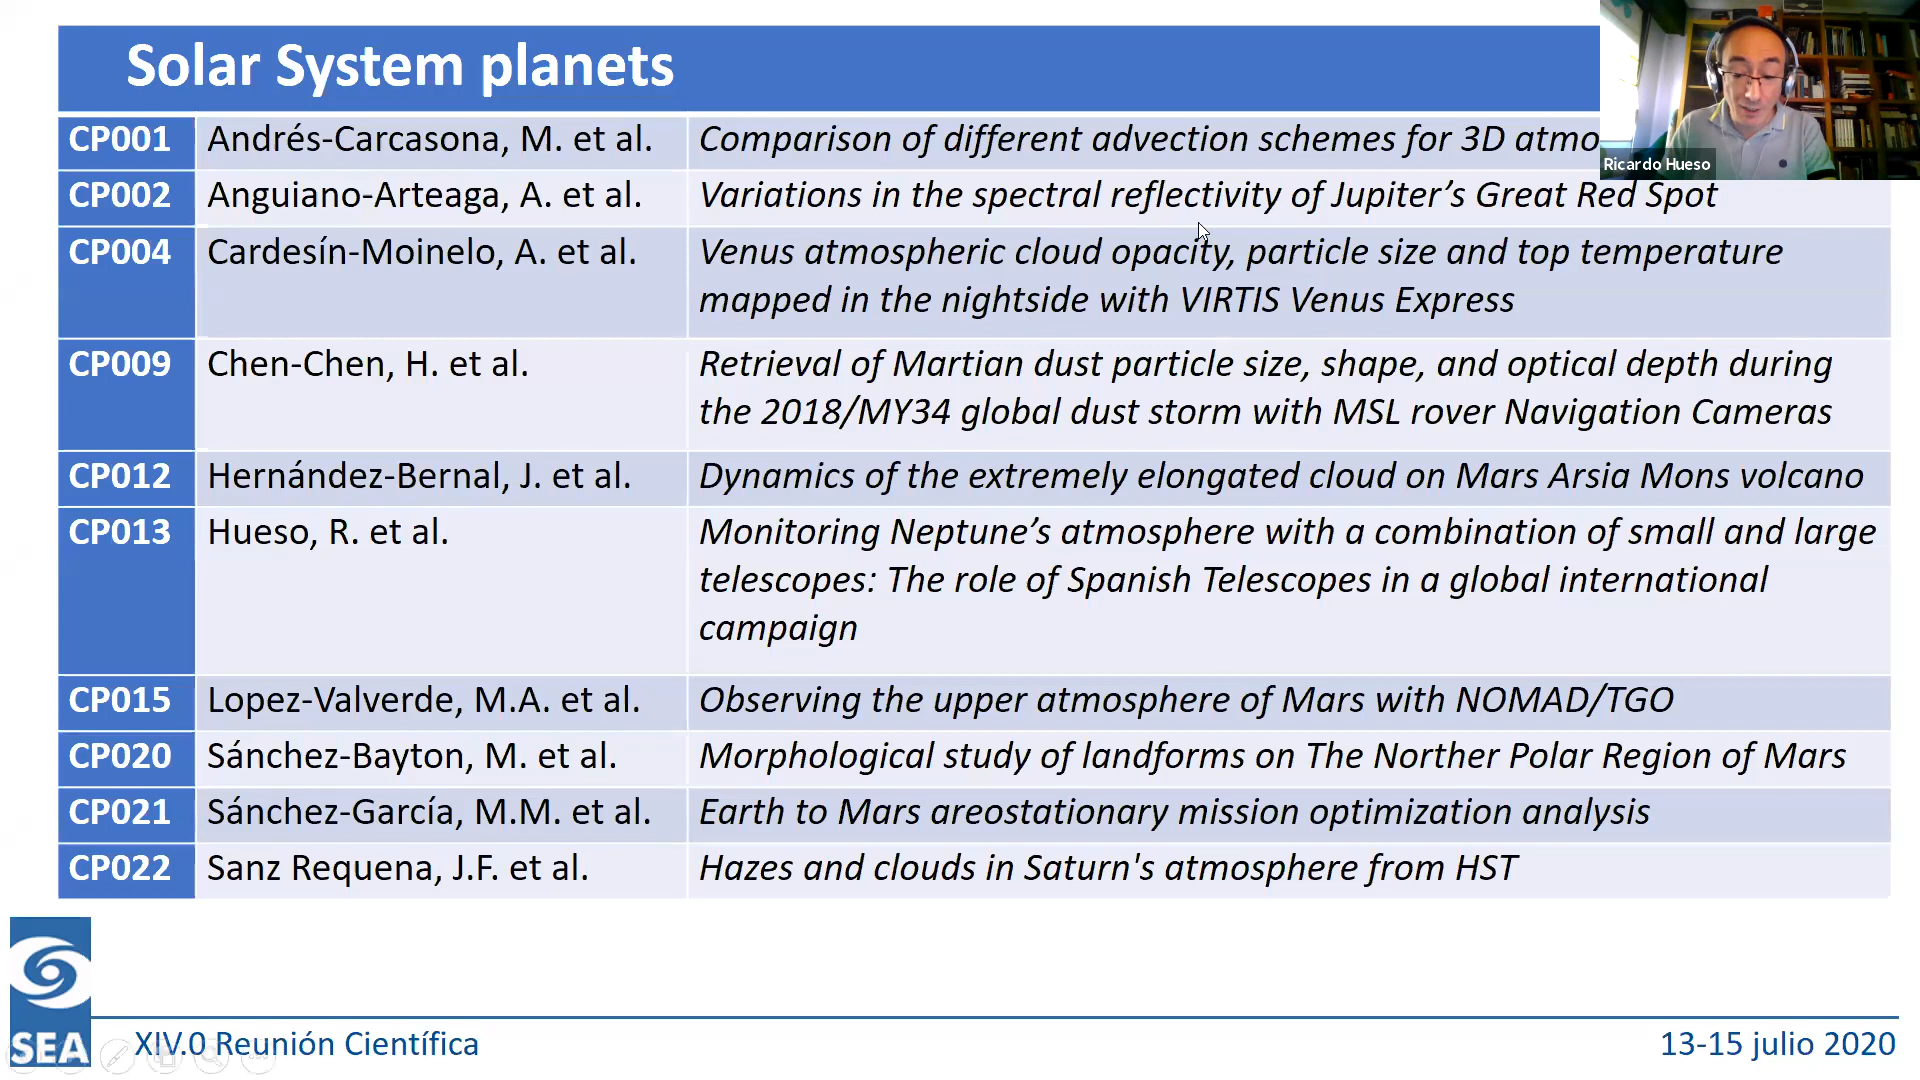 Solar System planets
Ricardo Hueso
CP001 Andrés-Carcasona, M. et al. Comparison of different advection schemes for 3D
CP002 Anguiano-Arteaga, A. et al. Variations in the spectral reflectivity of Jupiter’s Great Red Spot
CP004 Cardesín-Moinelo, A. et al. Venus atmospheric cloud opacity, particle size and top temperature
mapped in the nightside with VIRTIS Venus Express
CP009 Chen-Chen, H. et al. Retrieval of Martian dust particle size, shape, and optical depth during
the 2018/MY34 global dust storm with MSL rover Navigation Cameras
CP012 Hernández-Bernal, J. et al. Dynamics of the extremely elongated cloud on Mars Arsia Mons volcano
CP013 Hueso, R. et al. Monitoring Neptune’s atmosphere with a combination of small and large
telescopes: The role of Spanish Telescopes in a global international
campaign
CP015 Lopez-Valverde, M.A. et al. Observing the upper atmosphere of Mars with NOMAD/TGO
CP020 Sánchez-Bayton, M. et al. Morphological study of landforms on The Norther Polar Region of Mars
CP021 Sánchez-García, M.M. et al. Earth to Mars areostationary mission optimization analysis
CP022 Sanz Requena, J.F. et al. Hazes and clouds in Saturn's atmosphere from HST
SEA
XIV.0 Reunión Científica
13-15 julio 2020